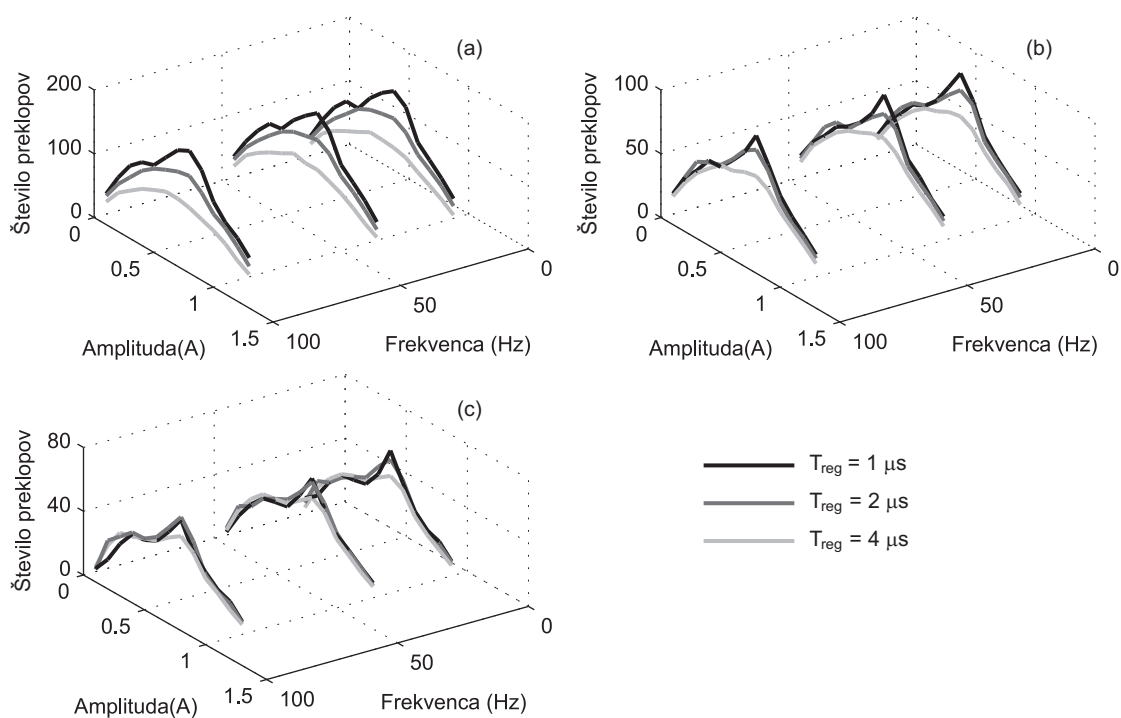 (a)
200
100
0
Število preklopov
0
0.5
1
1.5
Amplituda(A)
100
50
0
Frekvenca (Hz)
(b)
100
50
0
Število preklopov
0
0.5
1
1.5
Amplituda(A)
100
50
0
Frekvenca (Hz)
(c)
80
40
0
Število preklopov
0
0.5
1
1.5
Amplituda(A)
100
50
0
Frekvenca (Hz)
Treg = 1 μs
Treg = 2 μs
Treg = 4 μs